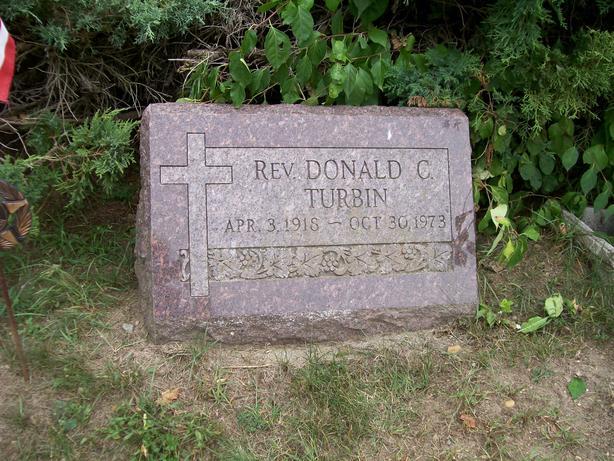 REV. DONALD C.
TURBIN
APR. 3, 1918 ~ OCT 30, 1973